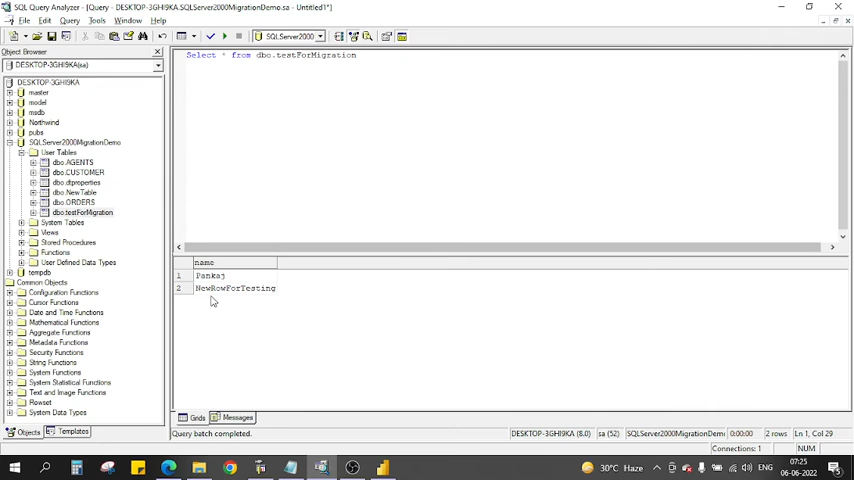 SQL Query Analyzer - [Query - DESKTOP-3GHI9KA.SQLServer2000MigrationDemo.sa - Untitled1*]
File Edit Query Tools Window Help
SQLServer2000
Object Browser
DESKTOP-3GHI9KA(sa)
DESKTOP-3GHI9KA
master
model
msdb
Northwind
pubs
SQLServer2000MigrationDemo
User Tables
dbo.AGENTS
dbo.CUSTOMER
dbo.dtproperties
dbo.NewTable
dbo.ORDERS
dbo.testForMigration
System Tables
Views
Stored Procedures
Functions
User Defined Data Types
tempdb
Common Objects
Configuration Functions
Cursor Functions
Date and Time Functions
Mathematical Functions
Aggregate Functions
Metadata Functions
Security Functions
String Functions
System Functions
System Statistical Functions
Text and Image Functions
Rowset
System Data Types
Objects Templates
Select * from dbo.testForMigration
name
1 Pankaj
2 NewRowForTesting
Grids Messages
Query batch completed. DESKTOP-3GHI9KA (8.0) sa (52) SQLServer2000MigrationDem 0:00:00 2 rows Ln 1, Col 29
Connections: 1 NUM
30°C Haze ENG 07:25
06-06-2022 5